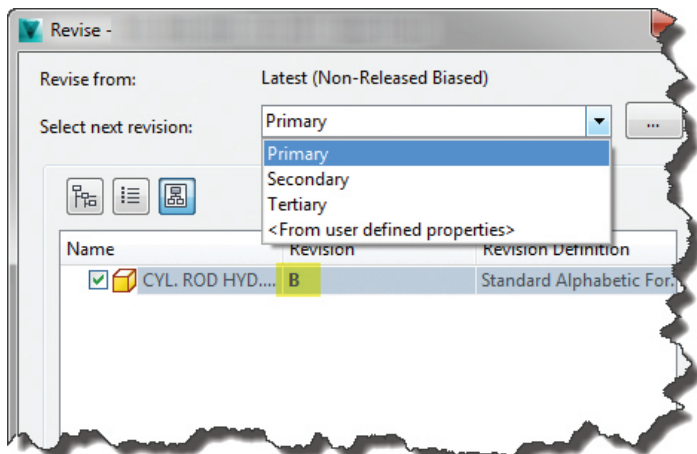 Revise -
Revise from: Latest (Non-Released Biased)
Select next revision: Primary ...
Primary
Secondary
Tertiary
<From user defined properties>
Name Revision Revision Definition
CYL. ROD HYD.... B Standard Alphabetic For.